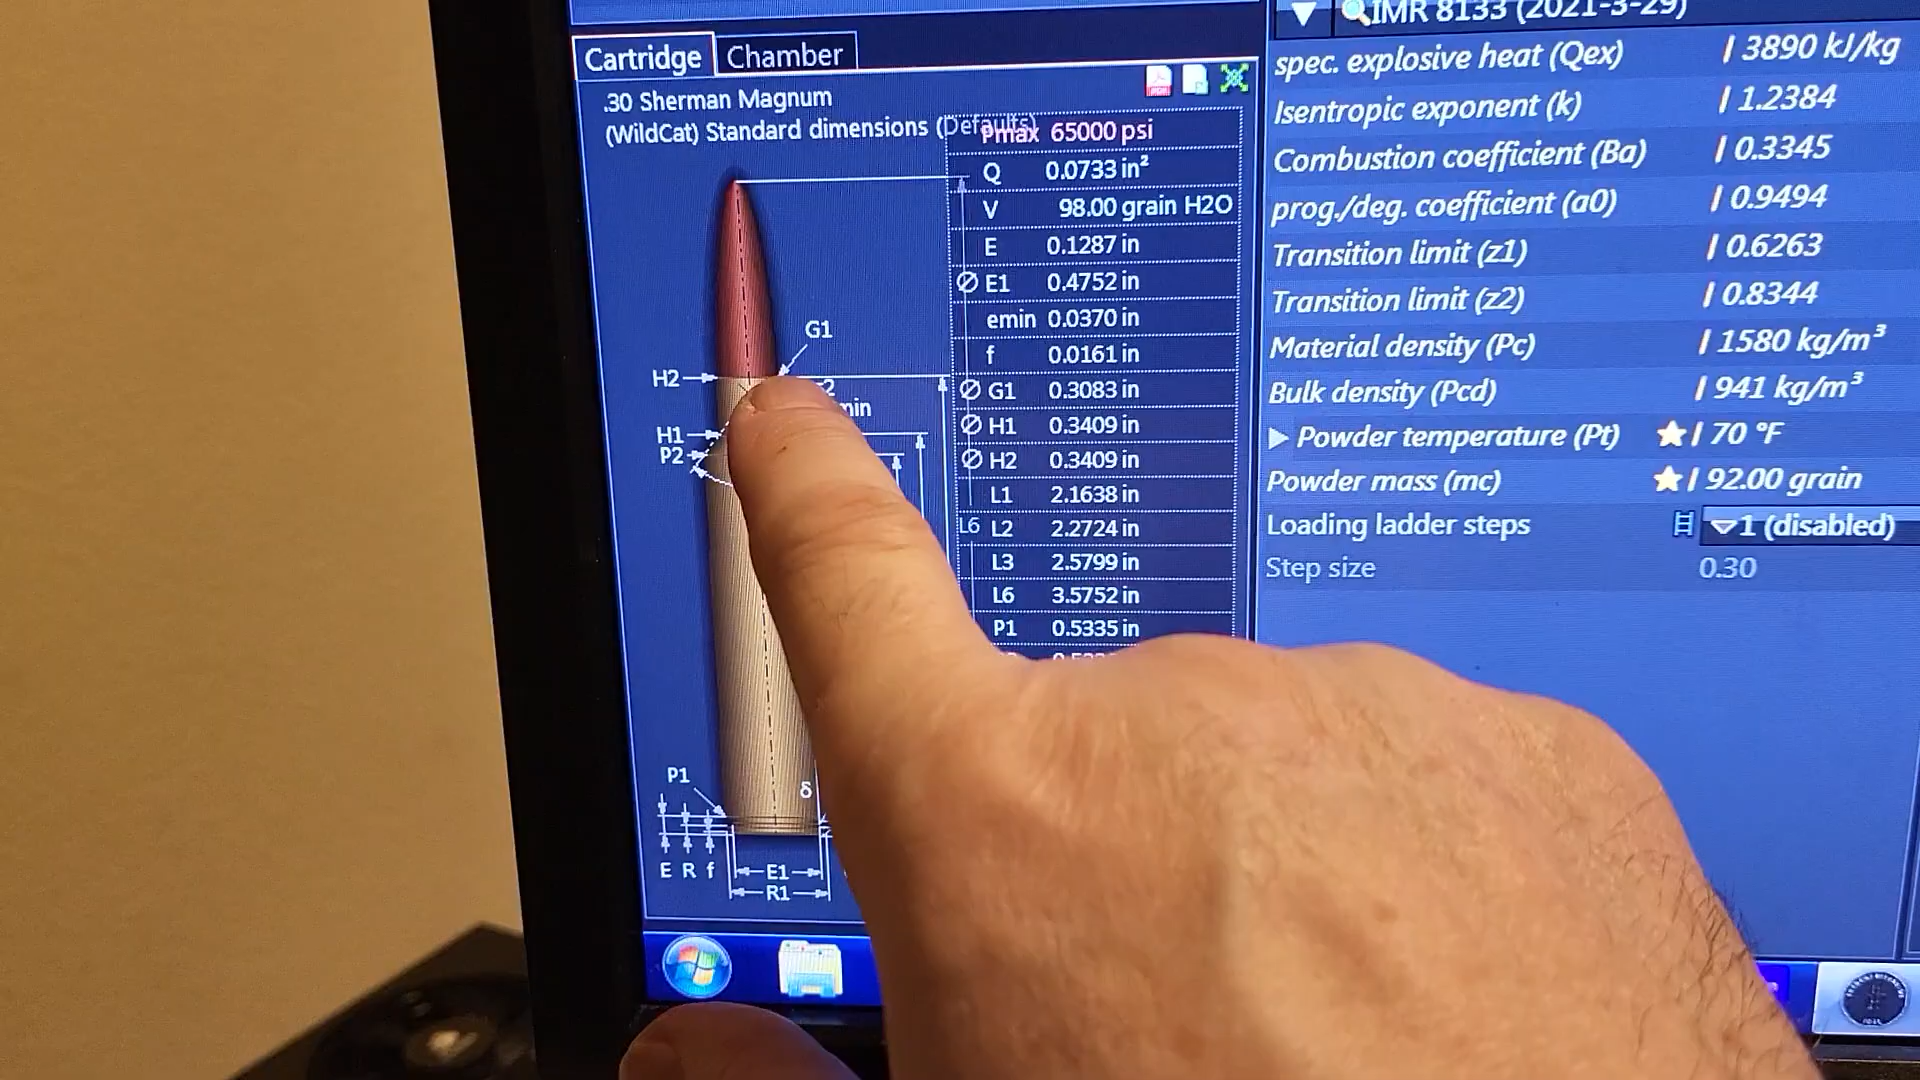 Cartridge
Chamber
.30 Sherman Magnum
(WildCat) Standard dimensions (Defaults)
Pmax 65000 psi
Q 0.0733 in²
V 98.00 grain H2O
E 0.1287 in
∅ E1 0.4752 in
emin 0.0370 in
f 0.0161 in
∅ G1 0.3083 in
∅ H1 0.3409 in
∅ H2 0.3409 in
L1 2.1638 in
L6 L2 2.2724 in
L3 2.5799 in
L6 3.5752 in
P1 0.5335 in
G1
H2
H1
P2
P1
δ
E R f
E1
R1
IMR 8133 (2021-3-29)
spec. explosive heat (Qex) 3890 kJ/kg
Isentropic exponent (k) 1.2384
Combustion coefficient (Ba) 0.3345
prog./deg. coefficient (a0) 0.9494
Transition limit (z1) 0.6263
Transition limit (z2) 0.8344
Material density (Pc) 1580 kg/m³
Bulk density (Pcd) 941 kg/m³
Powder temperature (Pt) 70 °F
Powder mass (mc) 92.00 grain
Loading ladder steps 1 (disabled)
Step size 0.30